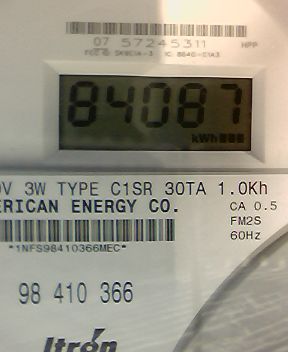 07 57245311 HPP
84087
kWh
V 3W TYPE C1SR 30TA 1.0Kh
ERICAN ENERGY CO. CA 0.5
FM2S
60Hz
*1NFS98410366MEC*
98 410 366
Itron